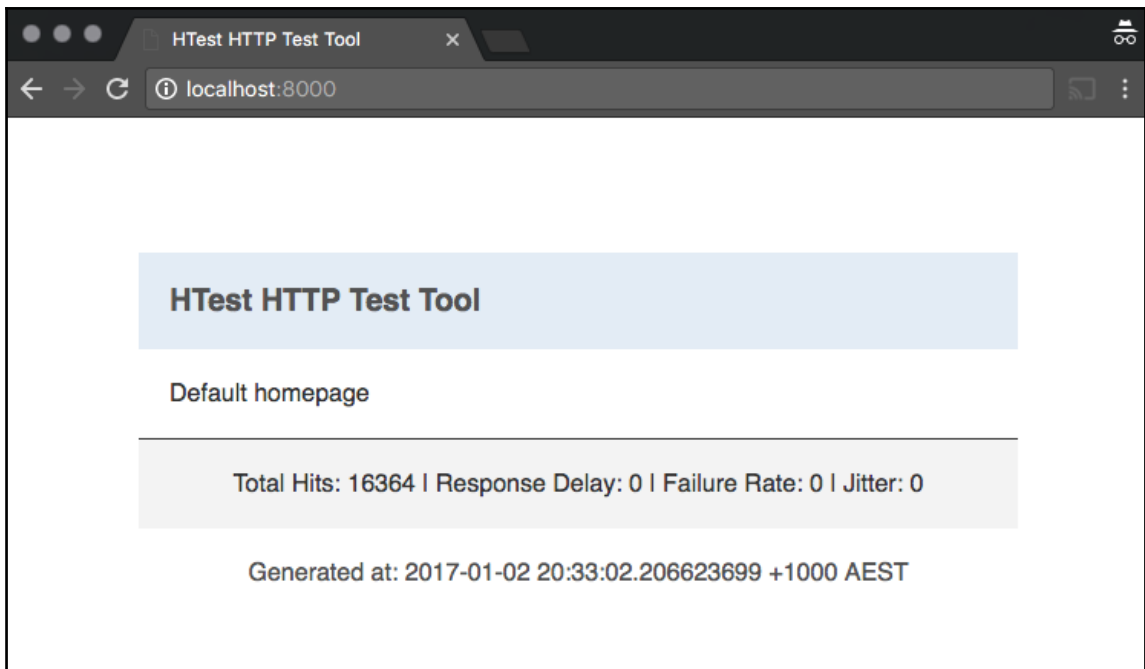 HTest HTTP Test Tool
localhost:8000
HTest HTTP Test Tool
Default homepage
Total Hits: 16364 | Response Delay: 0 | Failure Rate: 0 | Jitter: 0
Generated at: 2017-01-02 20:33:02.206623699 +1000 AEST